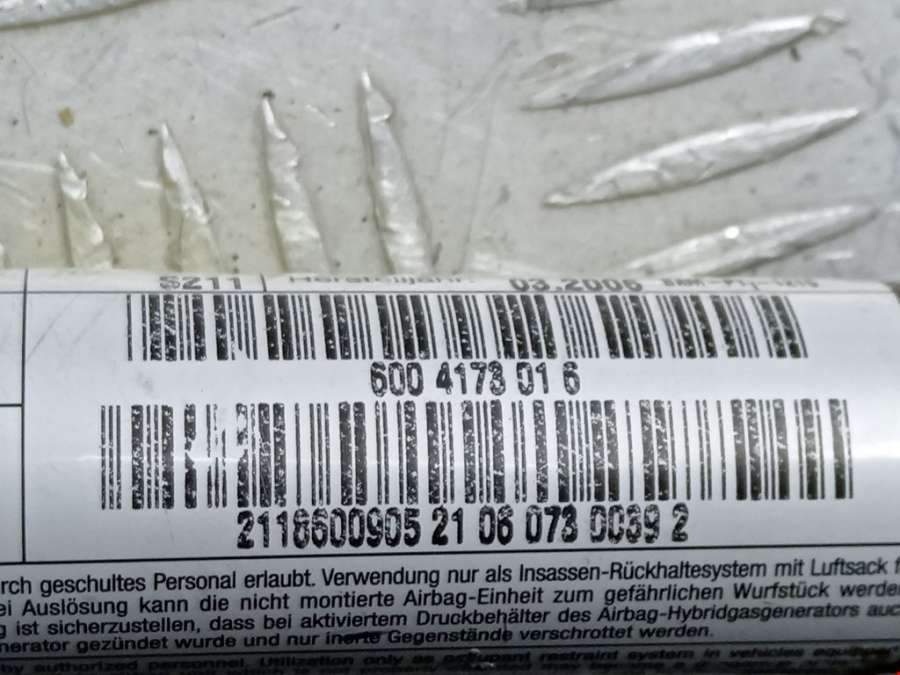 S211 Herstelljahr: 03.2006
600 4173 01 6
2118600905 21 06 073 0039 2
rch geschultes Personal erlaubt. Verwendung nur als Insassen-Rückhaltesystem mit Luftsack f
ei Auslösung kann die nicht montierte Airbag-Einheit zum gefährlichen Wurfstück werde
g ist sicherzustellen, dass bei aktiviertem Druckbehälter des Airbag-Hybridgasgenerators auc
enerator gezündet wurde und nur inerte Gegenstände verschrottet werden.
by authorized personnel. Utilization only as occupant restraint system in vehicles